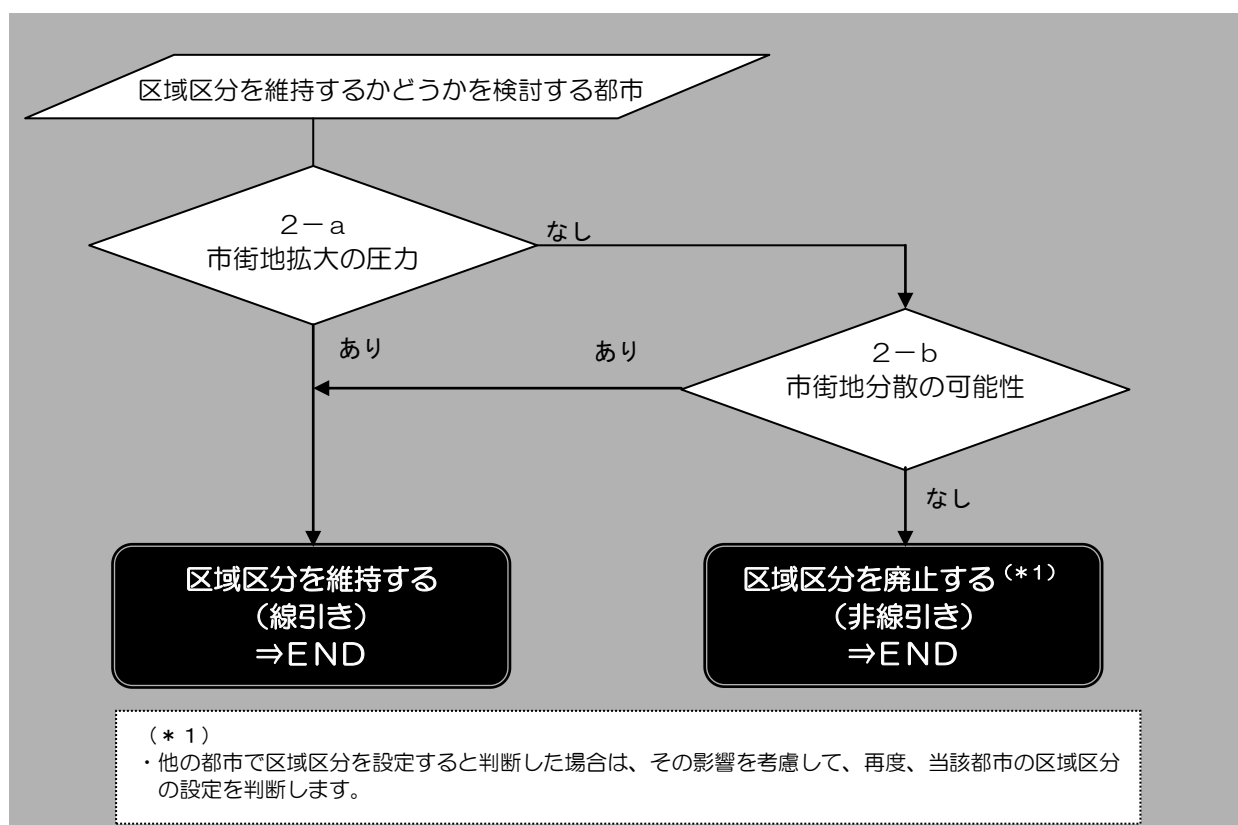 区域区分を維持するかどうかを検討する都市
2－a
市街地拡大の圧力
なし
あり
あり
2－b
市街地分散の可能性
なし
区域区分を維持する
（線引き）
⇒END
区域区分を廃止する（*1）
（非線引き）
⇒END
（* 1）
・他の都市で区域区分を設定すると判断した場合は、その影響を考慮して、再度、当該都市の区域区分
の設定を判断します。